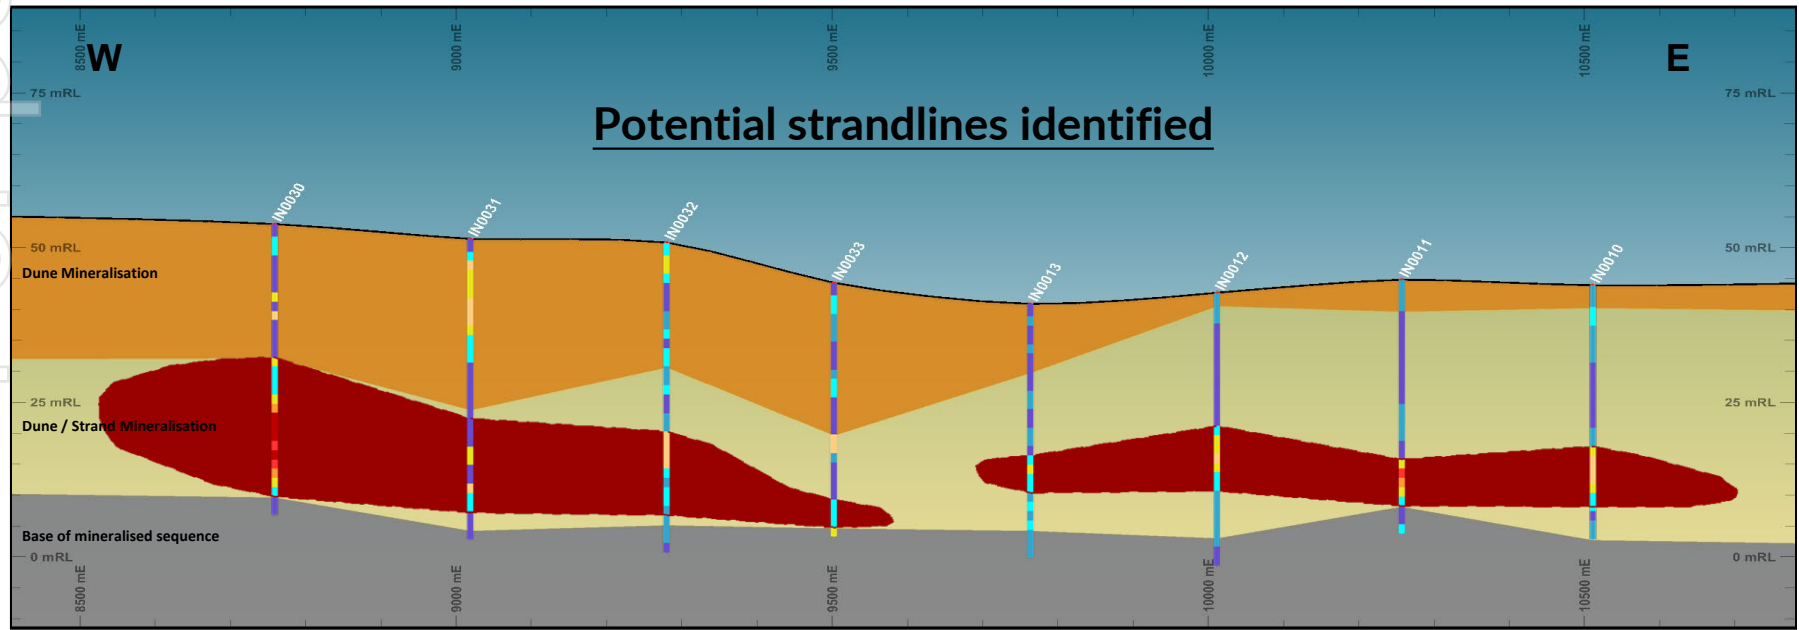 8500 mE
9000 mE
9500 mE
10000 mE
10500 mE
W
E
75 mRL
75 mRL
Potential strandlines identified
IN0030
IN0031
IN0032
IN0033
IN0013
IN0012
IN0011
IN0010
50 mRL
50 mRL
Dune Mineralisation
25 mRL
25 mRL
Dune / Strand Mineralisation
Base of mineralised sequence
0 mRL
0 mRL
8500 mE
9000 mE
9500 mE
10000 mE
10500 mE